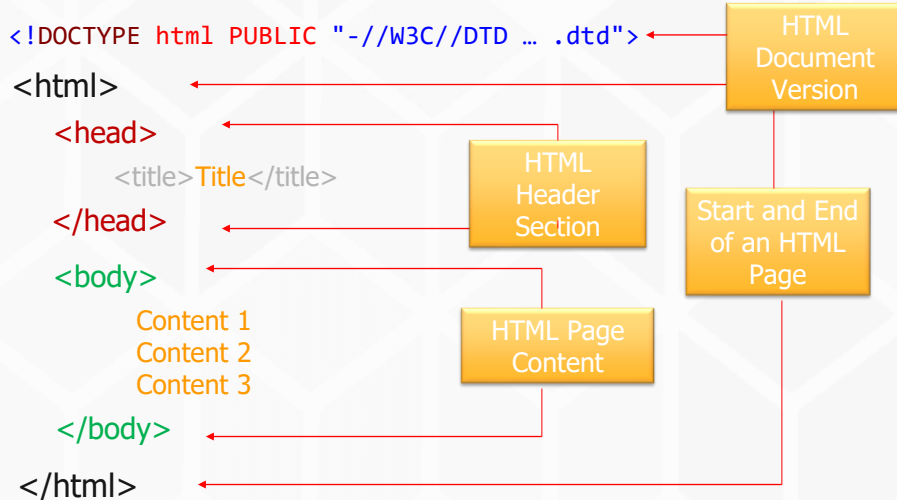 <!DOCTYPE html PUBLIC "-//W3C//DTD … .dtd">
HTML
Document
Version
<html>
<head>
<title>Title</title>
HTML
Header
Section
</head>
Start and End
of an HTML
Page
<body>
Content 1
Content 2
Content 3
HTML Page
Content
</body>
</html>